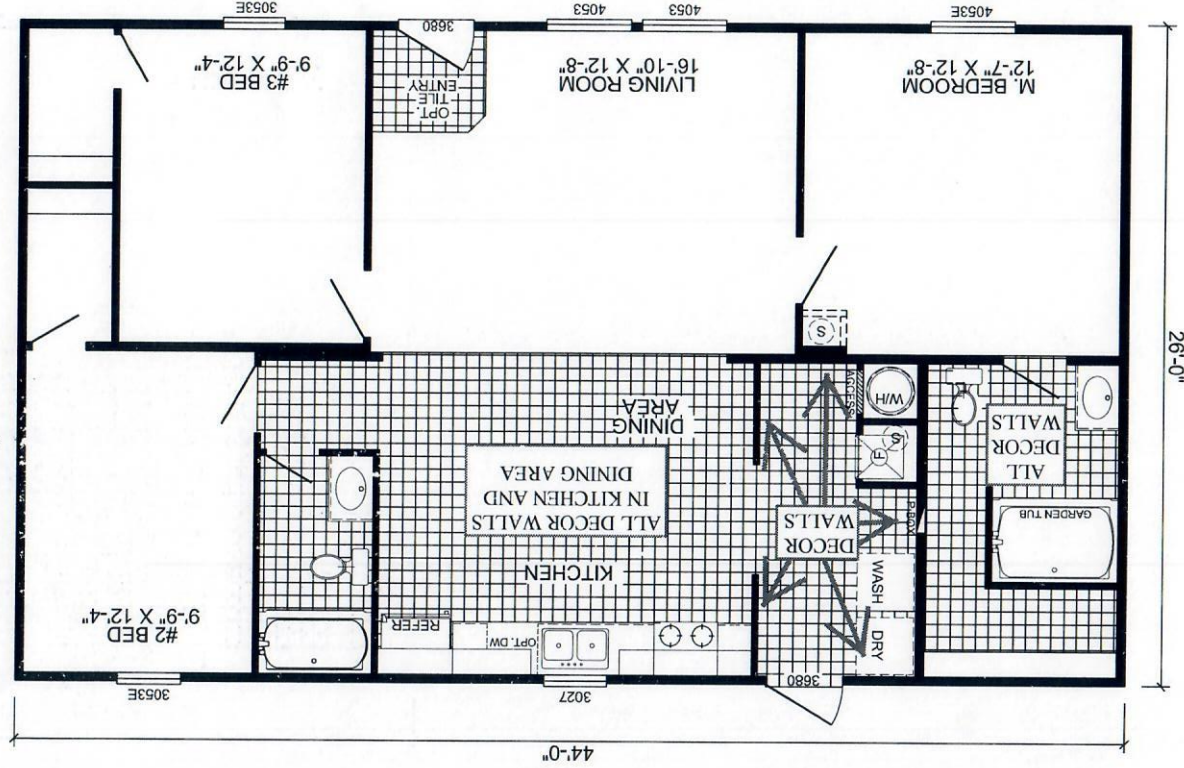 44'-0"
3680
3027
3053E
DRY
OPT. DW
REFER
#2 BED
9'-9" X 12'-4"
WASH
KITCHEN
GARDEN TUB
P-BOX
DECOR
WALLS
ALL DECOR WALLS
IN KITCHEN AND
DINING AREA
ALL
DECOR
WALLS
F
S
W/H
ACCESS
DINING
AREA
26'-0"
S
M. BEDROOM
12'-7" X 12'-8"
LIVING ROOM
16'-10" X 12'-8"
OPT.
TILE
ENTRY
#3 BED
9'-9" X 12'-4"
3680
4053E
4053
4053
3053E